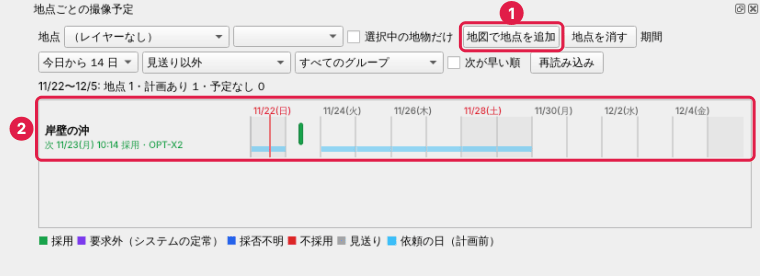 地点ごとの撮像予定
1
地点 （レイヤーなし） 選択中の地物だけ 地図で地点を追加 地点を消す 期間
今日から 14 日 見送り以外 すべてのグループ 次が早い順 再読み込み
11/22〜12/5: 地点 1・計画あり 1・予定なし 0
11/22(日) 11/24(火) 11/26(木) 11/28(土) 11/30(月) 12/2(水) 12/4(金)
2
岸壁の沖
次 11/23(月) 10:14 採用・OPT-X2
採用 要求外（システムの定常） 採否不明 不採用 見送り 依頼の日（計画前）